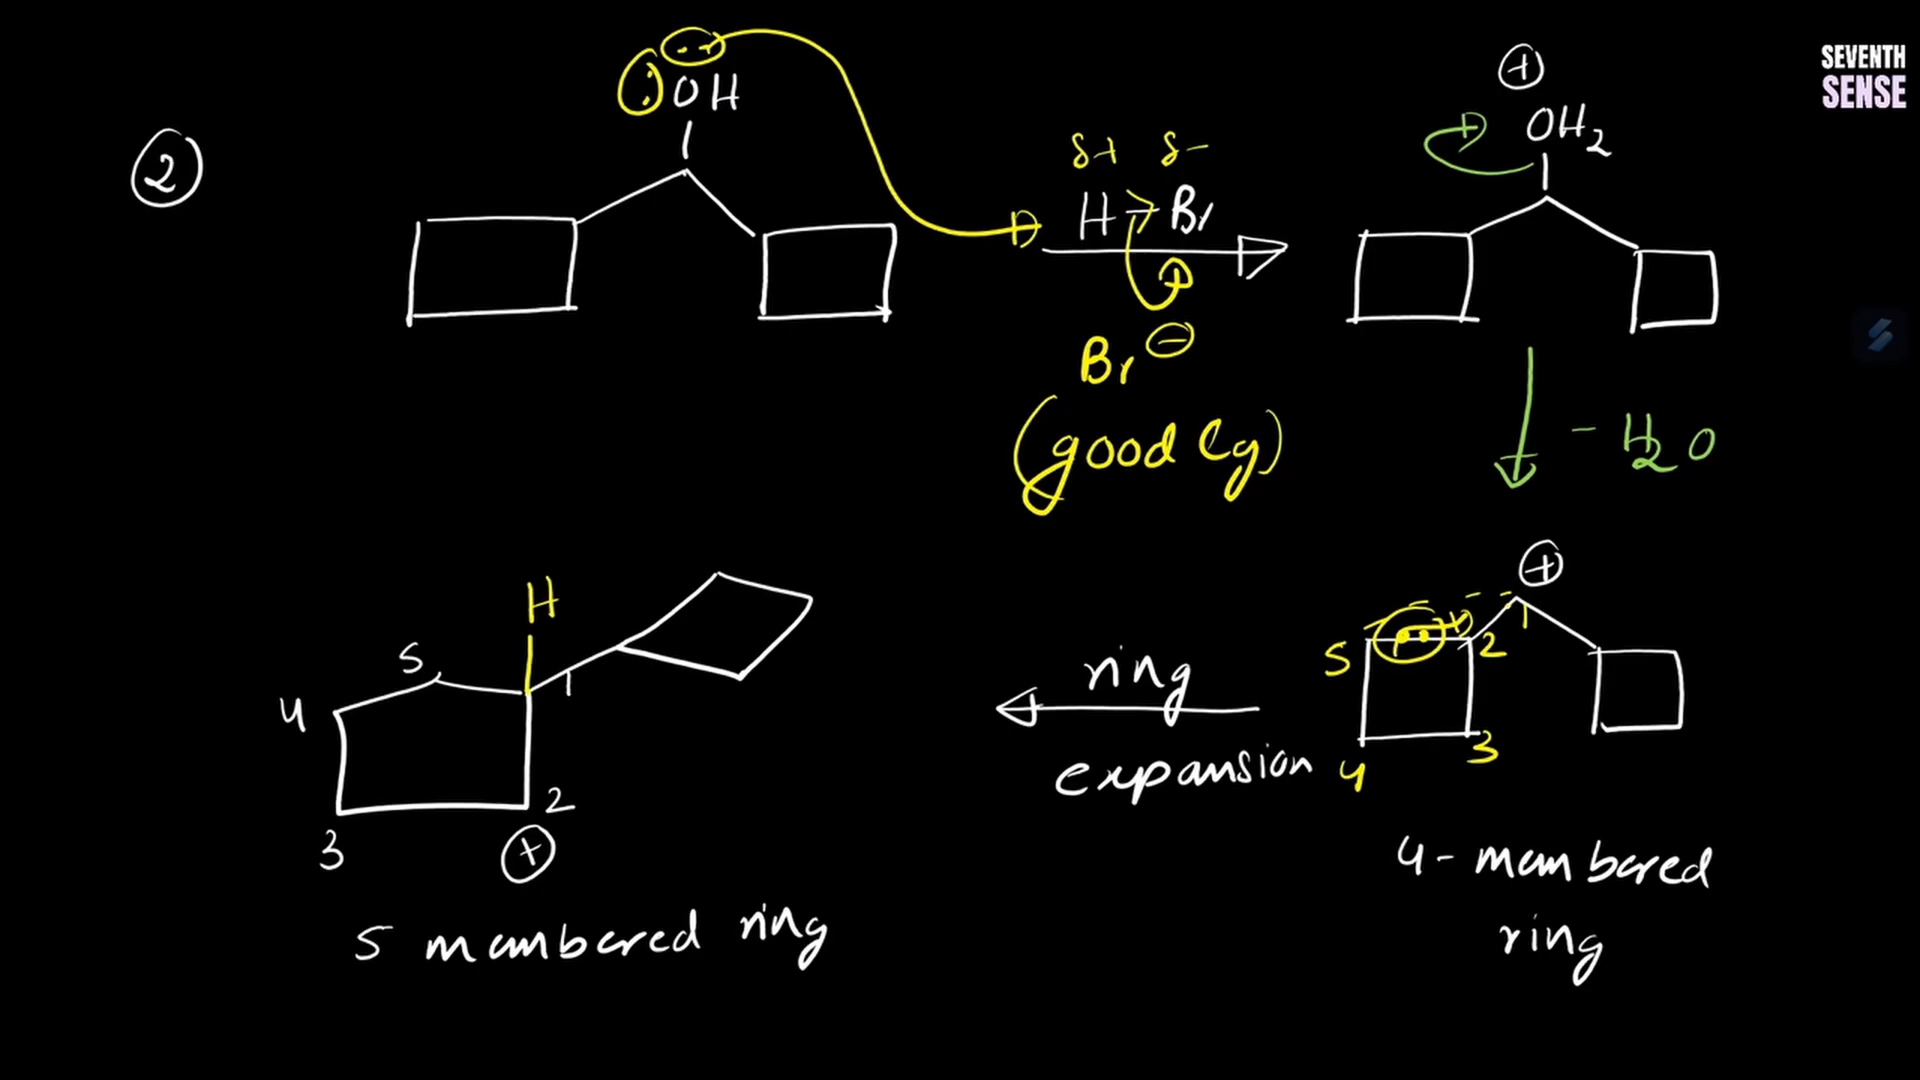 SEVENTH
SENSE
2
OH
δ+ δ-
H Br
Br ⊖
(good lg)
⊕
OH2
- H2O
⊕
5 2 1
4 3
4 - membered
ring
ring
expansion
H
5 1
4
3 2
⊕
5 membered ring